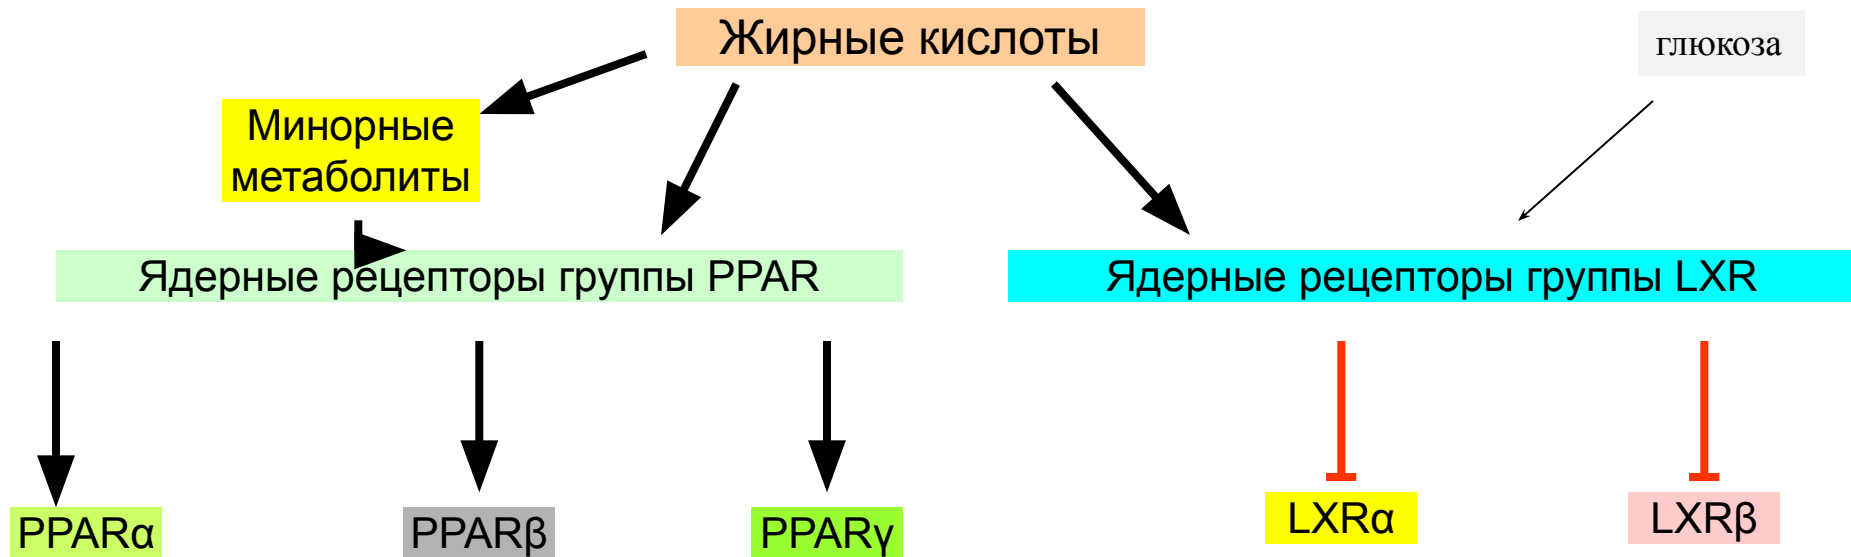 Жирные кислоты
глюкоза
Минорные
метаболиты
Ядерные рецепторы группы PPAR
Ядерные рецепторы группы LXR
PPARα
PPARβ
PPARγ
LXRα
LXRβ